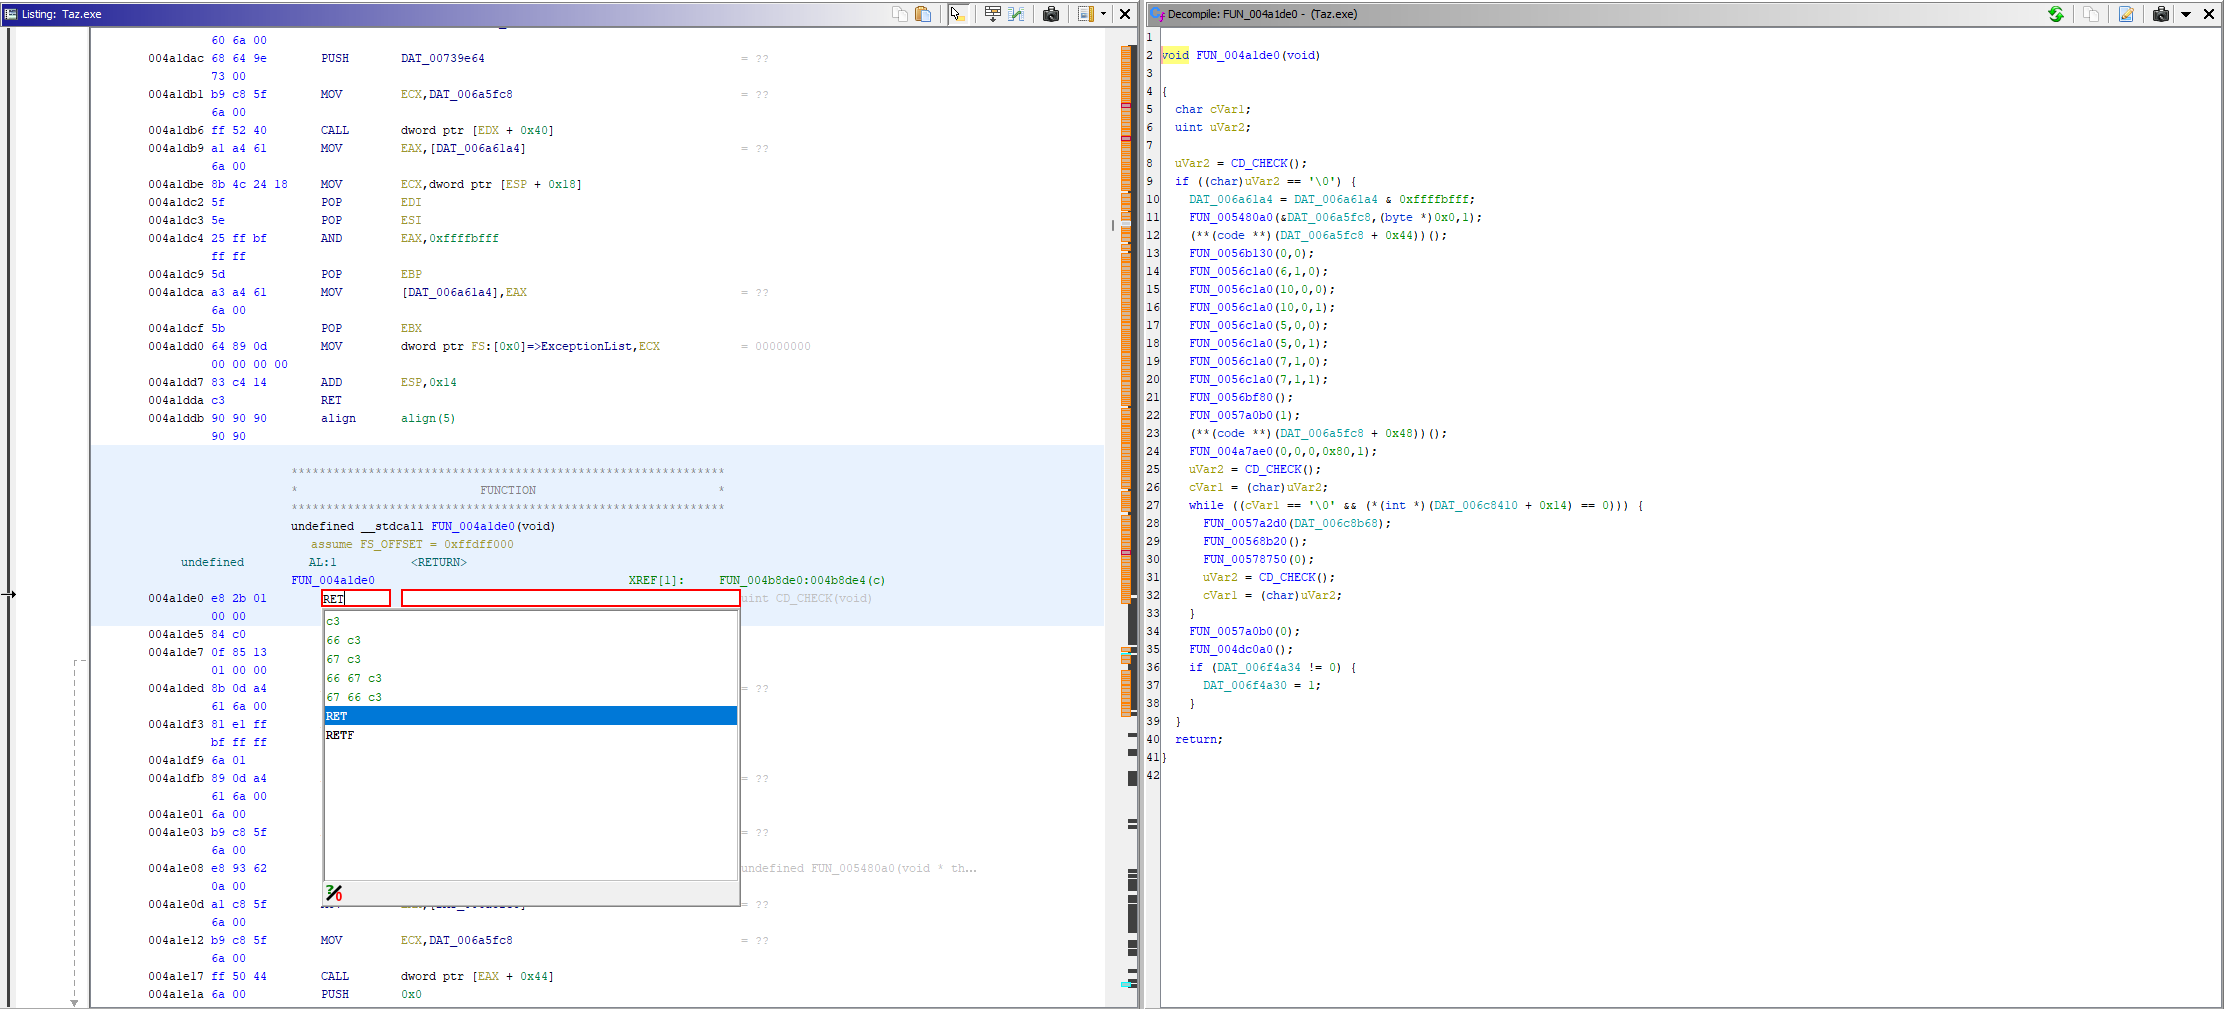 Listing: Taz.exe
60 6a 00
004a1dac 68 64 9e PUSH DAT_00739e64 = ??
73 00
004a1db1 b9 c8 5f MOV ECX,DAT_006a5fc8 = ??
6a 00
004a1db6 ff 52 40 CALL dword ptr [EDX + 0x40]
004a1db9 a1 a4 61 MOV EAX,[DAT_006a61a4] = ??
6a 00
004a1dbe 8b 4c 24 18 MOV ECX,dword ptr [ESP + 0x18]
004a1dc2 5f POP EDI
004a1dc3 5e POP ESI
004a1dc4 25 ff bf AND EAX,0xffffbfff
ff ff
004a1dc9 5d POP EBP
004a1dca a3 a4 61 MOV [DAT_006a61a4],EAX = ??
6a 00
004a1dcf 5b POP EBX
004a1dd0 64 89 0d MOV dword ptr FS:[0x0]=>ExceptionList,ECX = 00000000
00 00 00 00
004a1dd7 83 c4 14 ADD ESP,0x14
004a1dda c3 RET
004a1ddb 90 90 90 align align(5)
90 90
**************************************************************
* FUNCTION *
**************************************************************
undefined __stdcall FUN_004a1de0(void)
assume FS_OFFSET = 0xffdff000
undefined AL:1 <RETURN>
FUN_004a1de0 XREF[1]: FUN_004b8de0:004b8de4(c)
004a1de0 e8 2b 01 RET uint CD_CHECK(void)
00 00
004a1de5 84 c0
004a1de7 0f 85 13
01 00 00
004a1ded 8b 0d a4 = ??
61 6a 00
004a1df3 81 e1 ff
bf ff ff
004a1df9 6a 01
004a1dfb 89 0d a4 = ??
61 6a 00
004a1e01 6a 00
004a1e03 b9 c8 5f = ??
6a 00
004a1e08 e8 93 62 undefined FUN_005480a0(void * th...
0a 00
004a1e0d a1 c8 5f = ??
6a 00
004a1e12 b9 c8 5f MOV ECX,DAT_006a5fc8 = ??
6a 00
004a1e17 ff 50 44 CALL dword ptr [EAX + 0x44]
004a1e1a 6a 00 PUSH 0x0
c3
66 c3
67 c3
66 67 c3
67 66 c3
RET
RETF
Decompile: FUN_004a1de0 - (Taz.exe)
1
2 void FUN_004a1de0(void)
3
4 {
5 char cVar1;
6 uint uVar2;
7
8 uVar2 = CD_CHECK();
9 if ((char)uVar2 == '\0') {
10 DAT_006a61a4 = DAT_006a61a4 & 0xffffbfff;
11 FUN_005480a0(&DAT_006a5fc8,(byte *)0x0,1);
12 (**(code **)(DAT_006a5fc8 + 0x44))();
13 FUN_0056b130(0,0);
14 FUN_0056c1a0(6,1,0);
15 FUN_0056c1a0(10,0,0);
16 FUN_0056c1a0(10,0,1);
17 FUN_0056c1a0(5,0,0);
18 FUN_0056c1a0(5,0,1);
19 FUN_0056c1a0(7,1,0);
20 FUN_0056c1a0(7,1,1);
21 FUN_0056bf80();
22 FUN_0057a0b0(1);
23 (**(code **)(DAT_006a5fc8 + 0x48))();
24 FUN_004a7ae0(0,0,0,0x80,1);
25 uVar2 = CD_CHECK();
26 cVar1 = (char)uVar2;
27 while ((cVar1 == '\0' && (*(int *)(DAT_006c8410 + 0x14) == 0))) {
28 FUN_0057a2d0(DAT_006c8b68);
29 FUN_00568b20();
30 FUN_00578750(0);
31 uVar2 = CD_CHECK();
32 cVar1 = (char)uVar2;
33 }
34 FUN_0057a0b0(0);
35 FUN_004dc0a0();
36 if (DAT_006f4a34 != 0) {
37 DAT_006f4a30 = 1;
38 }
39 }
40 return;
41 }
42